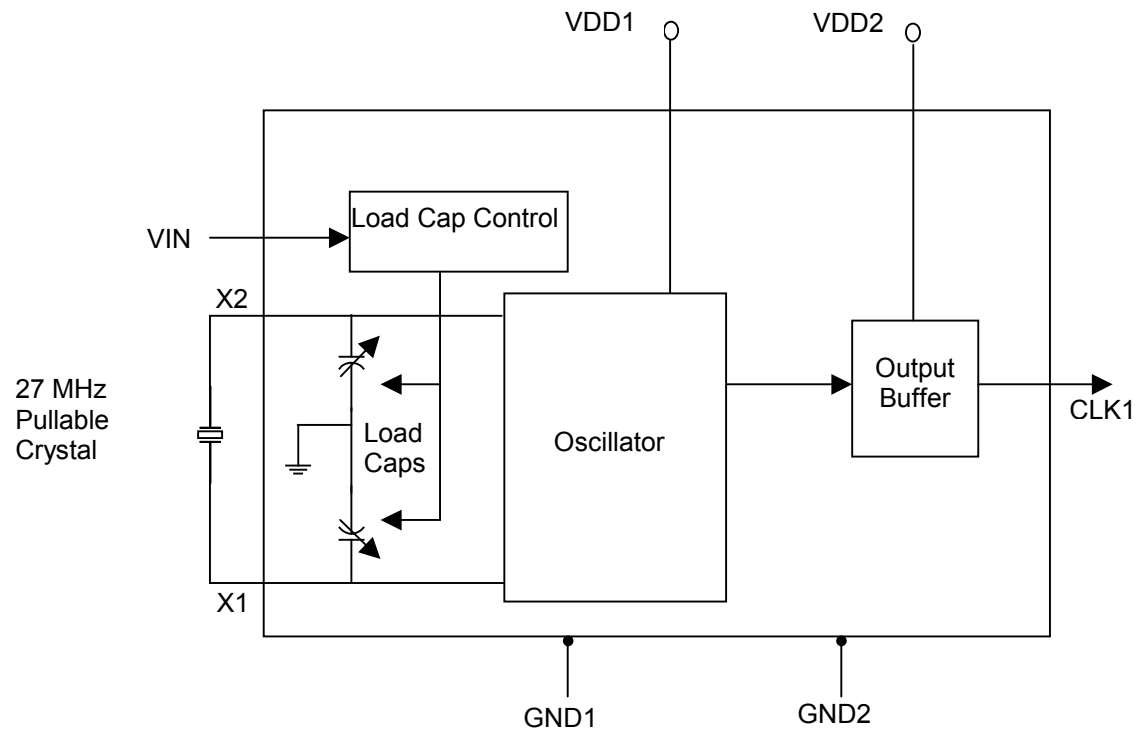 VDD1
VDD2
Load Cap Control
VIN
X2
27 MHz
Pullable
Crystal
Load
Caps
Oscillator
Output
Buffer
CLK1
X1
GND1
GND2